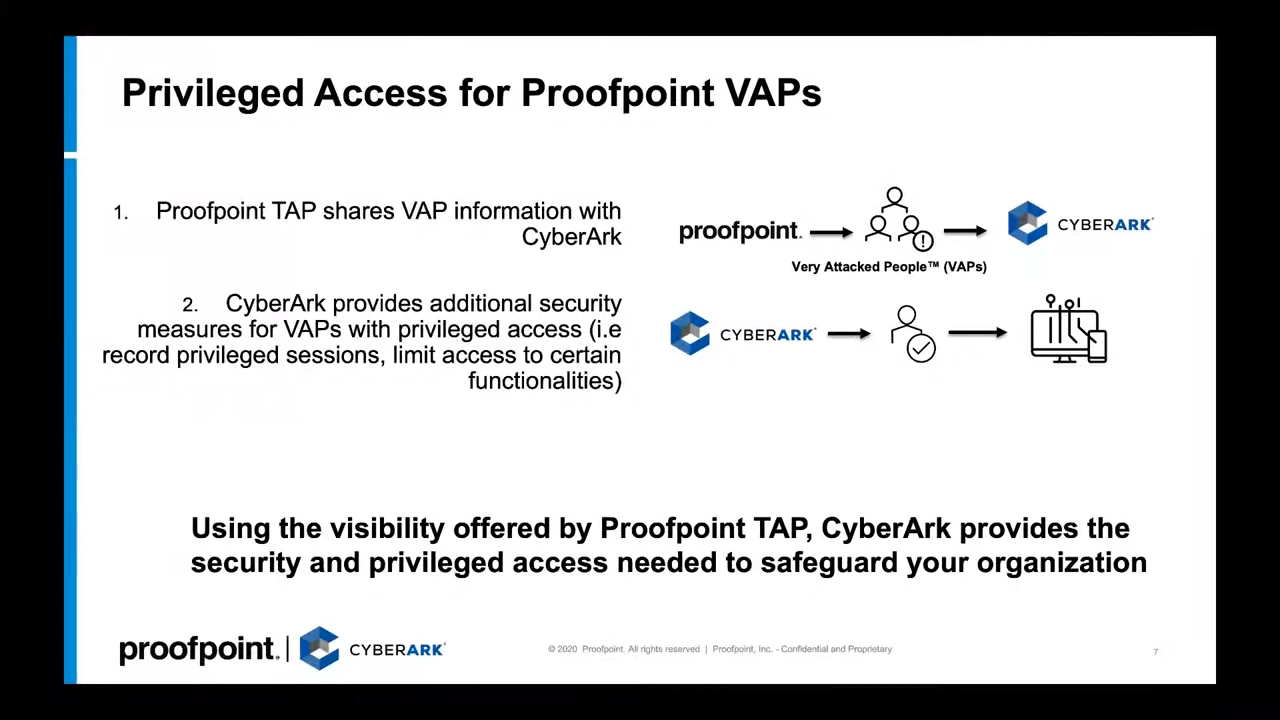 Privileged Access for Proofpoint VAPs
1. Proofpoint TAP shares VAP information with
CyberArk
proofpoint.
CYBERARK®
Very Attacked People™ (VAPs)
2. CyberArk provides additional security
measures for VAPs with privileged access (i.e
record privileged sessions, limit access to certain
functionalities)
CYBERARK®
Using the visibility offered by Proofpoint TAP, CyberArk provides the
security and privileged access needed to safeguard your organization
proofpoint. | CYBERARK®
© 2020 Proofpoint. All rights reserved | Proofpoint, Inc. - Confidential and Proprietary
7